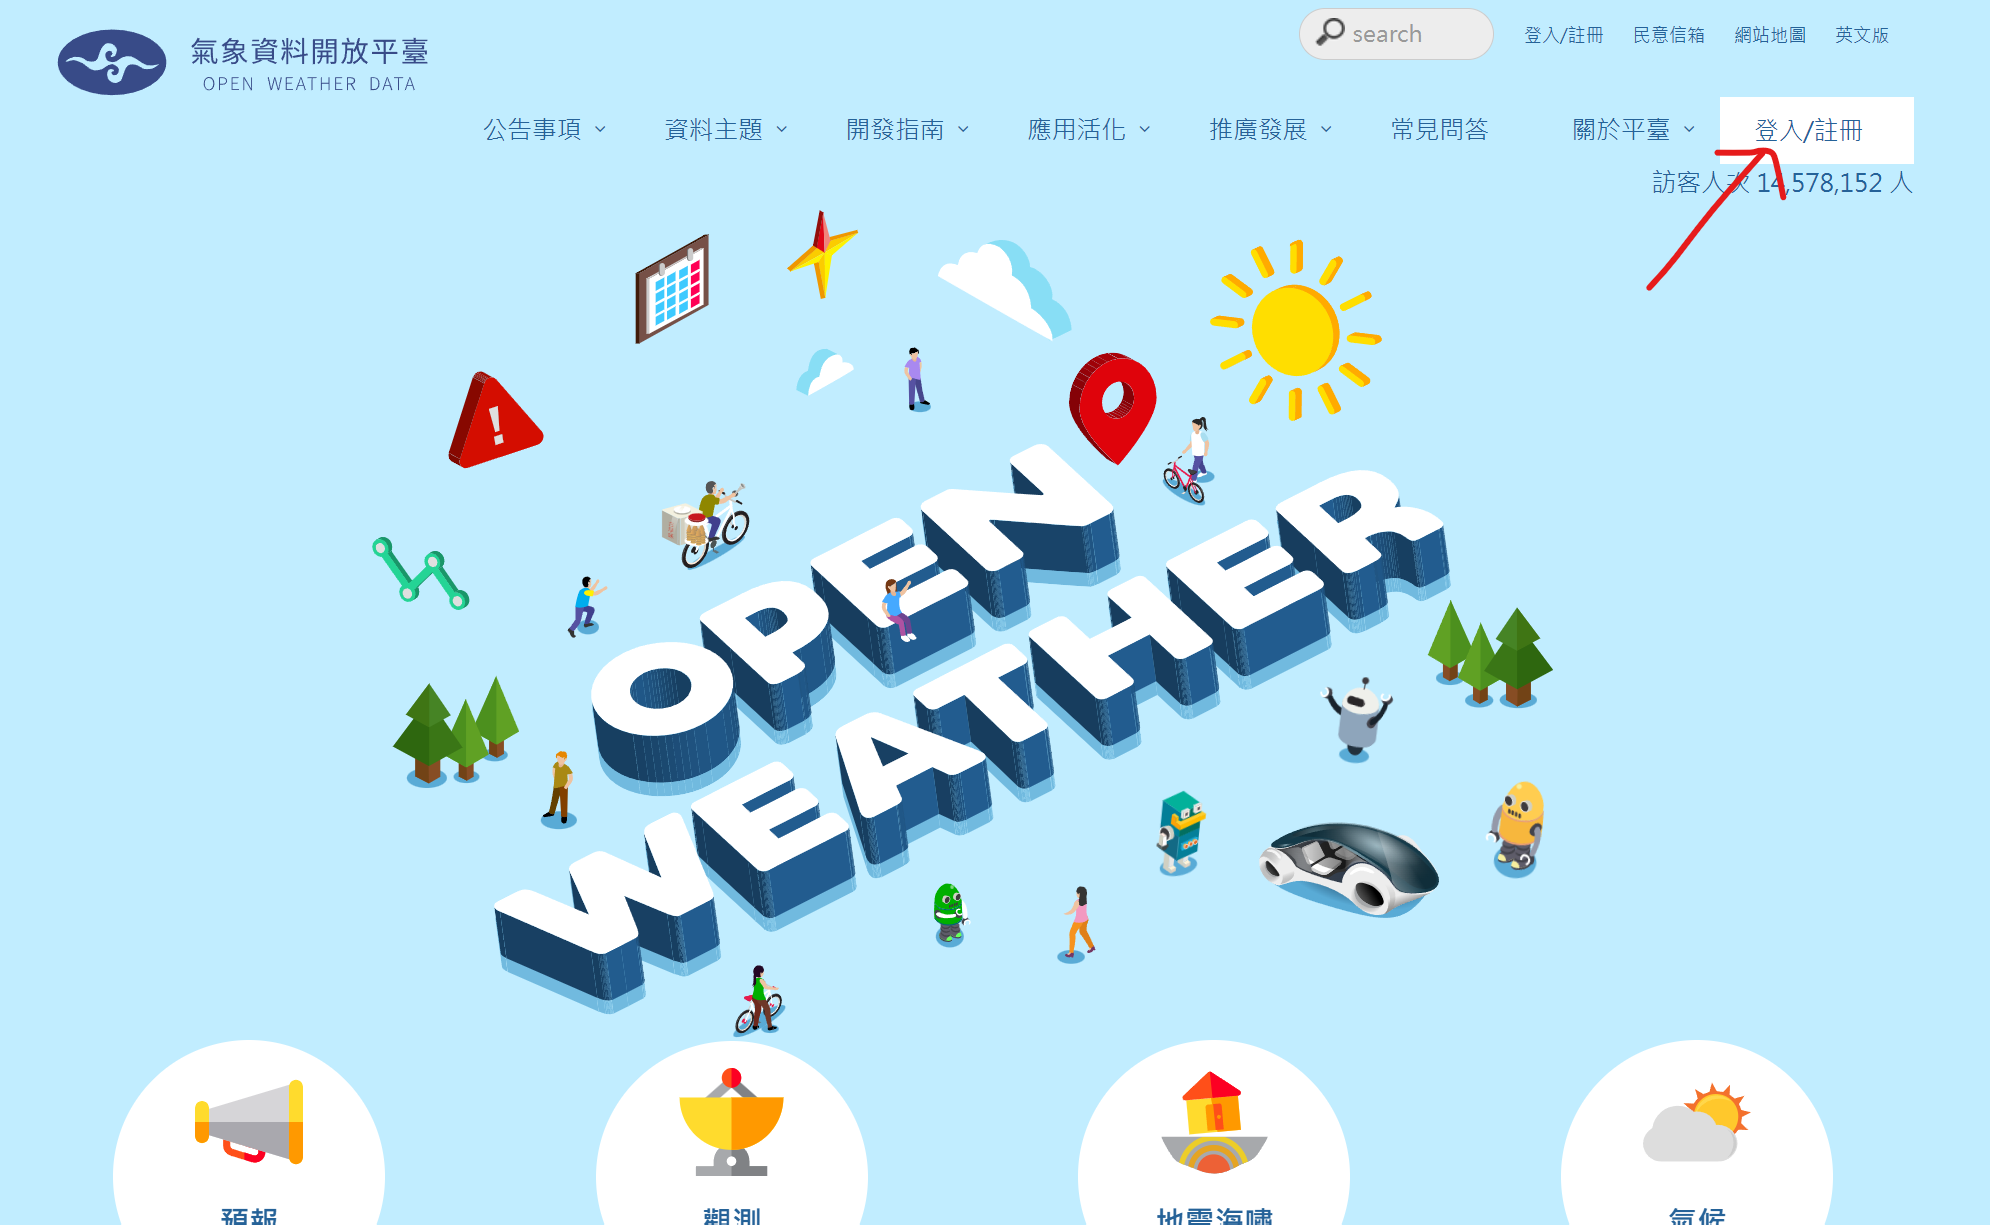 氣象資料開放平臺
OPEN WEATHER DATA
search
登入/註冊
民意信箱
網站地圖
英文版
公告事項
資料主題
開發指南
應用活化
推廣發展
常見問答
關於平臺
登入/註冊
訪客人次 14,578,152 人
OPEN
WEATHER
預報
觀測
地震海嘯
氣候